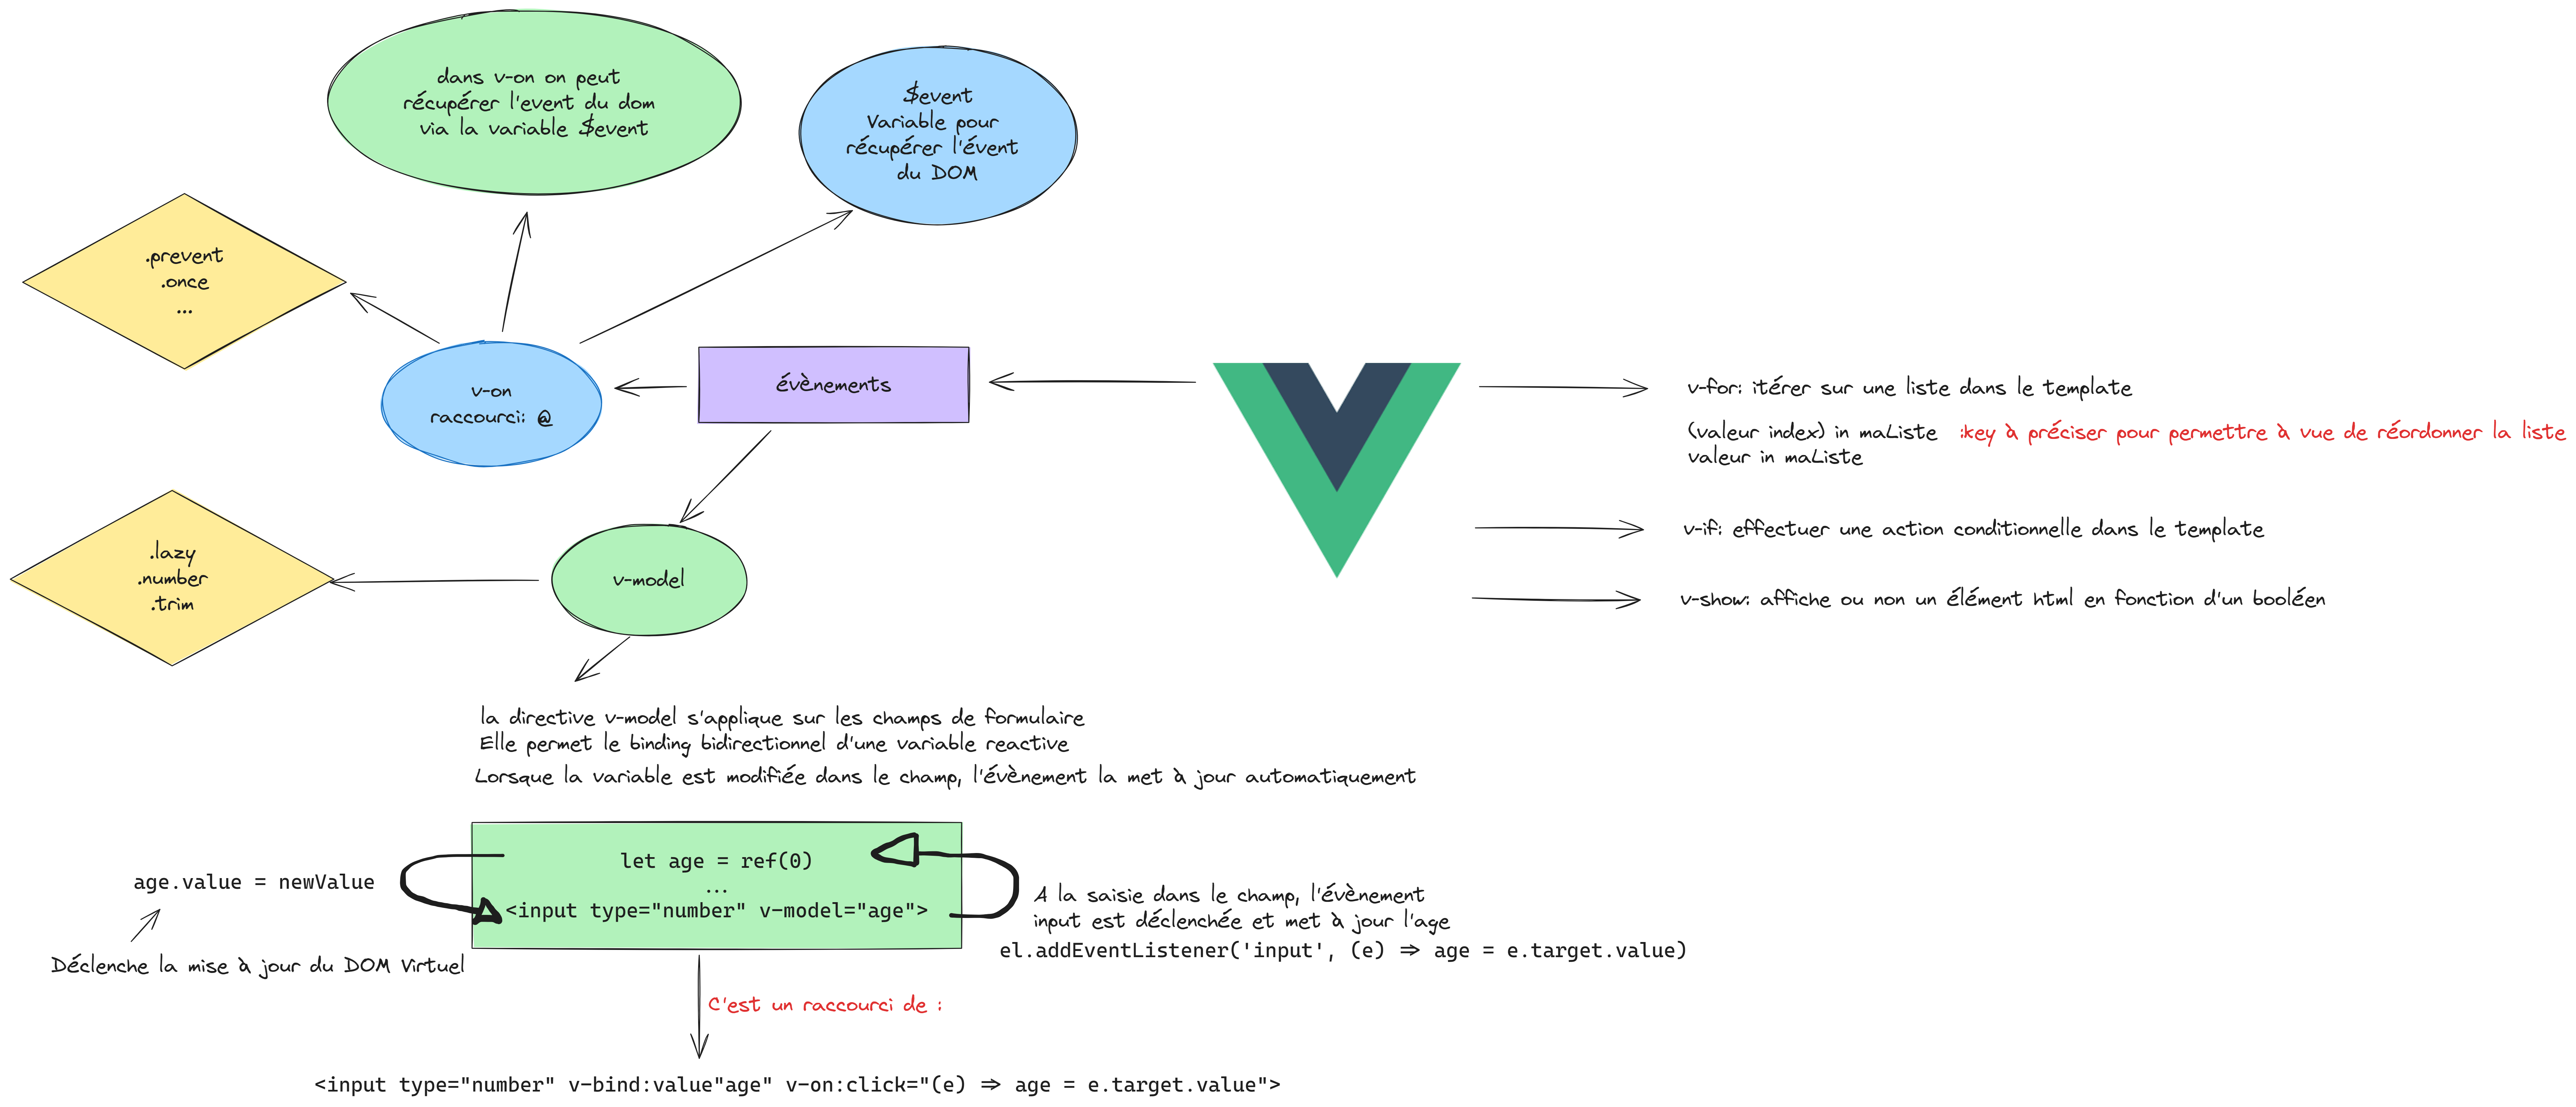 dans v-on on peut
récupérer l'event du dom
via la variable $event
$event
Variable pour
récupérer l'évent
du DOM
.prevent
.once
...
v-on
raccourci: @
évènements
v-for: itérer sur une liste dans le template
(valeur index) in maListe :key à préciser pour permettre à vue de réordonner la liste
valeur in maListe
v-if: effectuer une action conditionnelle dans le template
v-show: affiche ou non un élément html en fonction d'un booléen
.lazy
.number
.trim
v-model
la directive v-model s'applique sur les champs de formulaire
Elle permet le binding bidirectionnel d'une variable reactive
Lorsque la variable est modifiée dans le champ, l'évènement la met à jour automatiquement
let age = ref(0)
...
<input type="number" v-model="age">
age.value = newValue
Déclenche la mise à jour du DOM Virtuel
A la saisie dans le champ, l'évènement
input est déclenchée et met à jour l'age
el.addEventListener('input', (e) => age = e.target.value)
C'est un raccourci de :
<input type="number" v-bind:value"age" v-on:click="(e) => age = e.target.value">